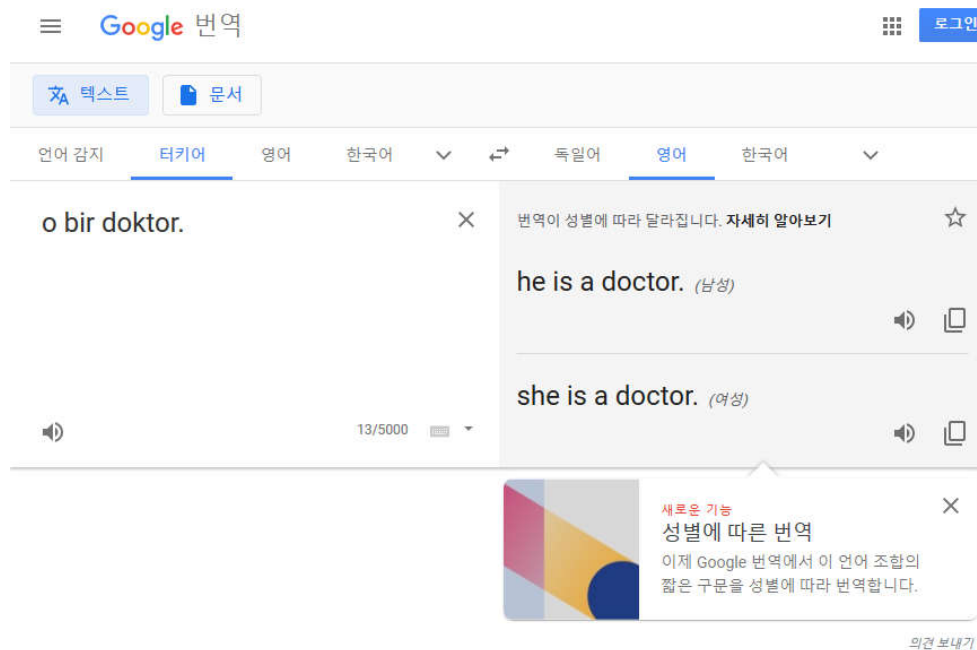 Google 번역
로그인
텍스트
문서
언어 감지 터키어 영어 한국어 독일어 영어 한국어
o bir doktor.
13/5000
번역이 성별에 따라 달라집니다. 자세히 알아보기
he is a doctor. (남성)
she is a doctor. (여성)
새로운 기능
성별에 따른 번역
이제 Google 번역에서 이 언어 조합의
짧은 구문을 성별에 따라 번역합니다.
의견 보내기